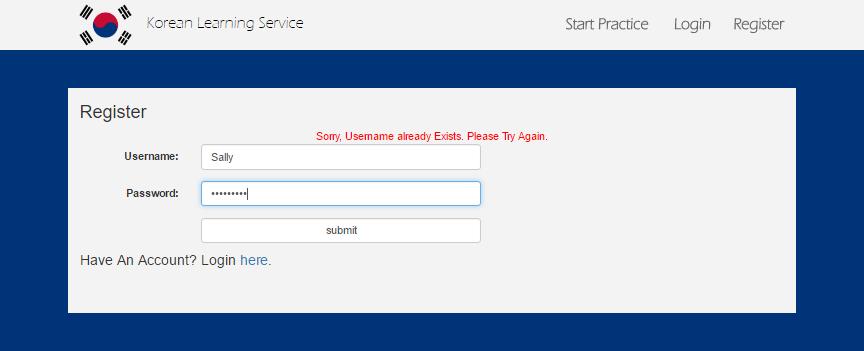 Korean Learning Service
Start Practice Login Register
Register
Sorry, Username already Exists. Please Try Again.
Username: Sally
Password: •••••••••
submit
Have An Account? Login here.